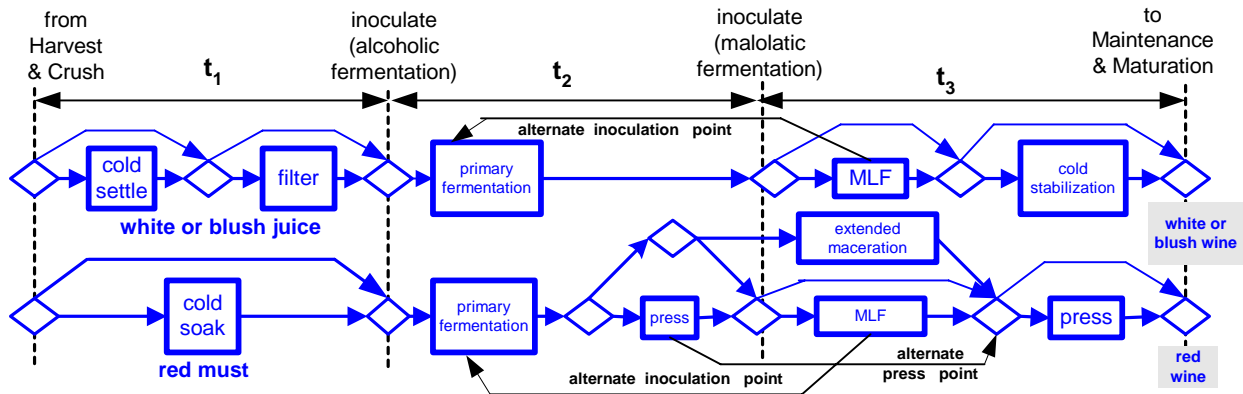 from
Harvest
& Crush
inoculate
(alcoholic
fermentation)
inoculate
(malolatic
fermentation)
to
Maintenance
& Maturation
t1
t2
t3
alternate inoculation point
cold
settle
filter
primary
fermentation
MLF
cold
stabilization
white or blush juice
extended
maceration
white or
blush wine
cold
soak
primary
fermentation
press
MLF
press
red must
alternate inoculation point
alternate
press point
red
wine